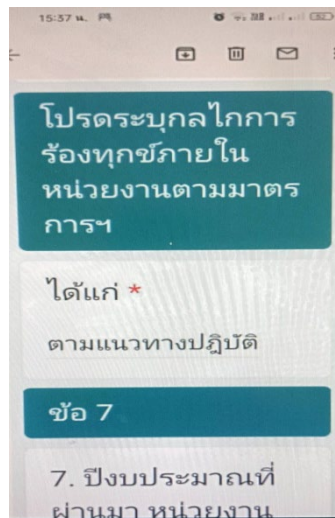 15:37 น.
โปรดระบุกลไกการ
ร้องทุกข์ภายใน
หน่วยงานตามมาตร
การฯ
ได้แก่ *
ตามแนวทางปฏิบัติ
ข้อ 7
7. ปีงบประมาณที่
ผ่านมา หน่วยงาน